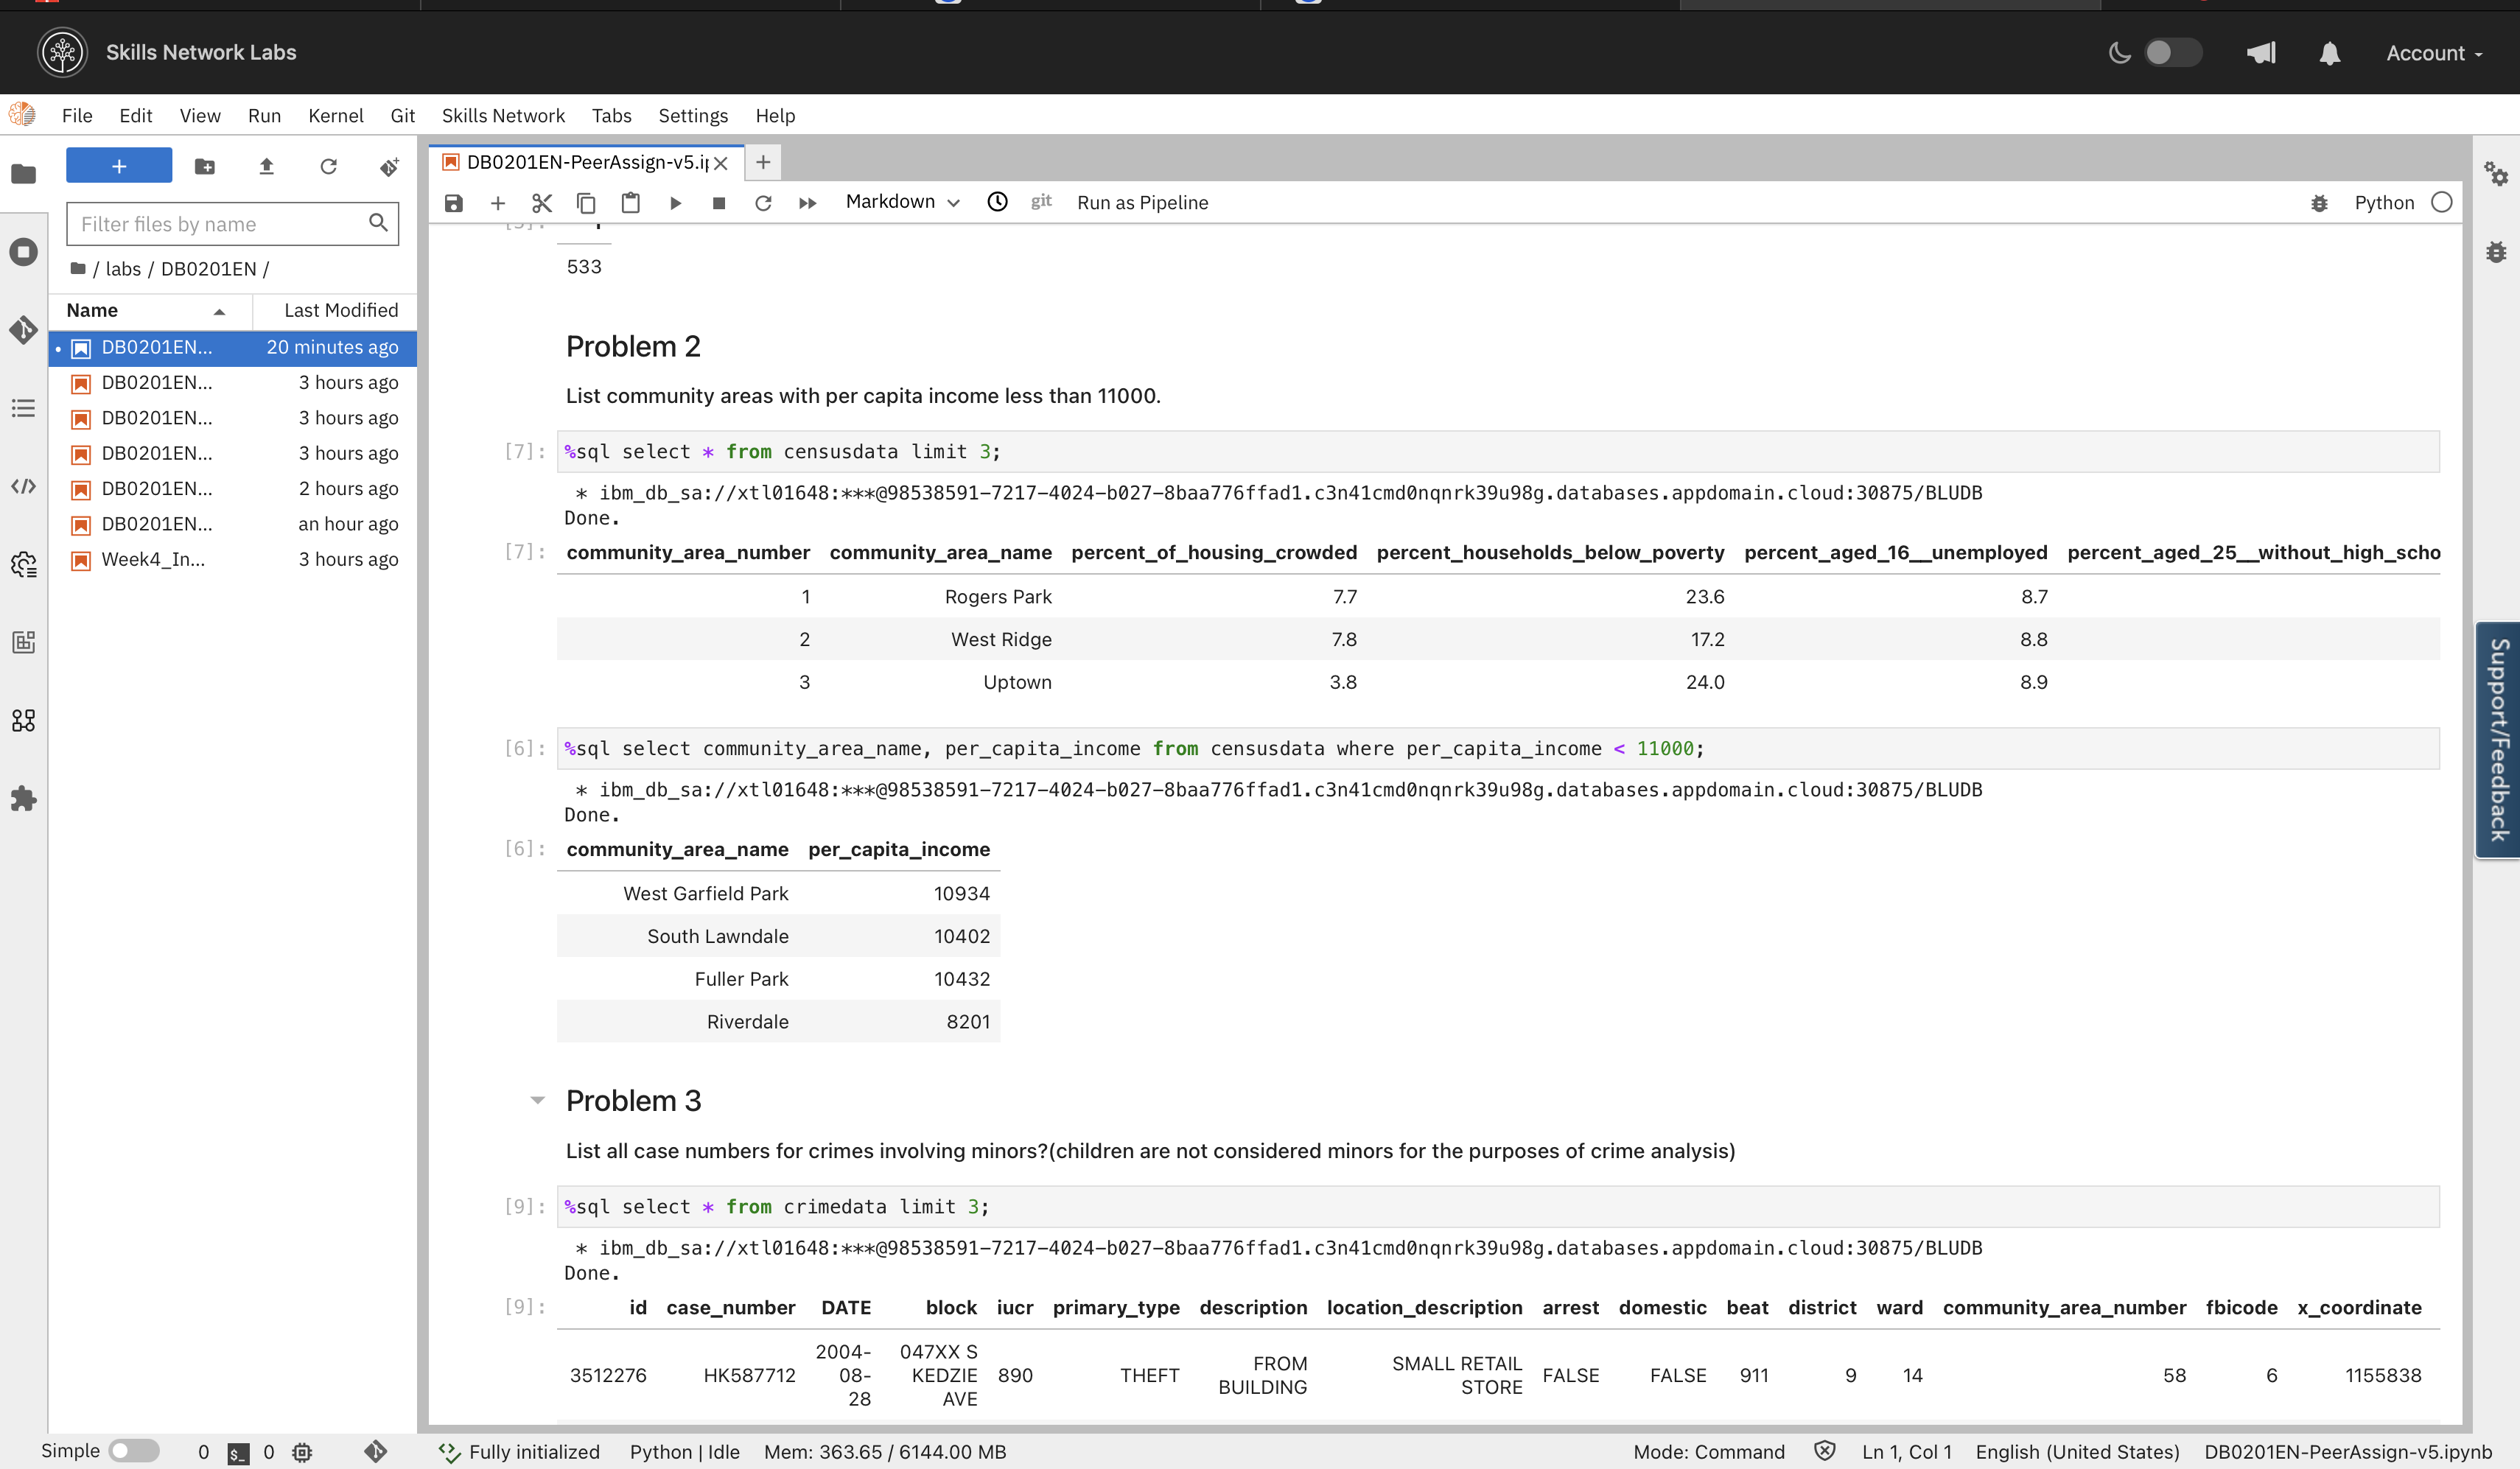 Skills Network Labs
Account
File Edit View Run Kernel Git Skills Network Tabs Settings Help
+
DB0201EN-PeerAssign-v5.ip
Filter files by name
/ labs / DB0201EN /
Name Last Modified
DB0201EN... 20 minutes ago
DB0201EN... 3 hours ago
DB0201EN... 3 hours ago
DB0201EN... 3 hours ago
DB0201EN... 2 hours ago
DB0201EN... an hour ago
Week4_In... 3 hours ago
Markdown git Run as Pipeline Python
533
Problem 2
List community areas with per capita income less than 11000.
[7]: %sql select * from censusdata limit 3;
* ibm_db_sa://xtl01648:***@98538591-7217-4024-b027-8baa776ffad1.c3n41cmd0nqnrk39u98g.databases.appdomain.cloud:30875/BLUDB
Done.
[7]: community_area_number community_area_name percent_of_housing_crowded percent_households_below_poverty percent_aged_16__unemployed percent_aged_25__without_high_scho
1 Rogers Park 7.7 23.6 8.7
2 West Ridge 7.8 17.2 8.8
3 Uptown 3.8 24.0 8.9
[6]: %sql select community_area_name, per_capita_income from censusdata where per_capita_income < 11000;
* ibm_db_sa://xtl01648:***@98538591-7217-4024-b027-8baa776ffad1.c3n41cmd0nqnrk39u98g.databases.appdomain.cloud:30875/BLUDB
Done.
[6]: community_area_name per_capita_income
West Garfield Park 10934
South Lawndale 10402
Fuller Park 10432
Riverdale 8201
Problem 3
List all case numbers for crimes involving minors?(children are not considered minors for the purposes of crime analysis)
[9]: %sql select * from crimedata limit 3;
* ibm_db_sa://xtl01648:***@98538591-7217-4024-b027-8baa776ffad1.c3n41cmd0nqnrk39u98g.databases.appdomain.cloud:30875/BLUDB
Done.
[9]: id case_number DATE block iucr primary_type description location_description arrest domestic beat district ward community_area_number fbicode x_coordinate
3512276 HK587712 2004-08-28 047XX S KEDZIE AVE 890 THEFT FROM BUILDING SMALL RETAIL STORE FALSE FALSE 911 9 14 58 6 1155838
Support/Feedback
Simple 0 $_ 0 Fully initialized Python | Idle Mem: 363.65 / 6144.00 MB Mode: Command Ln 1, Col 1 English (United States) DB0201EN-PeerAssign-v5.ipynb